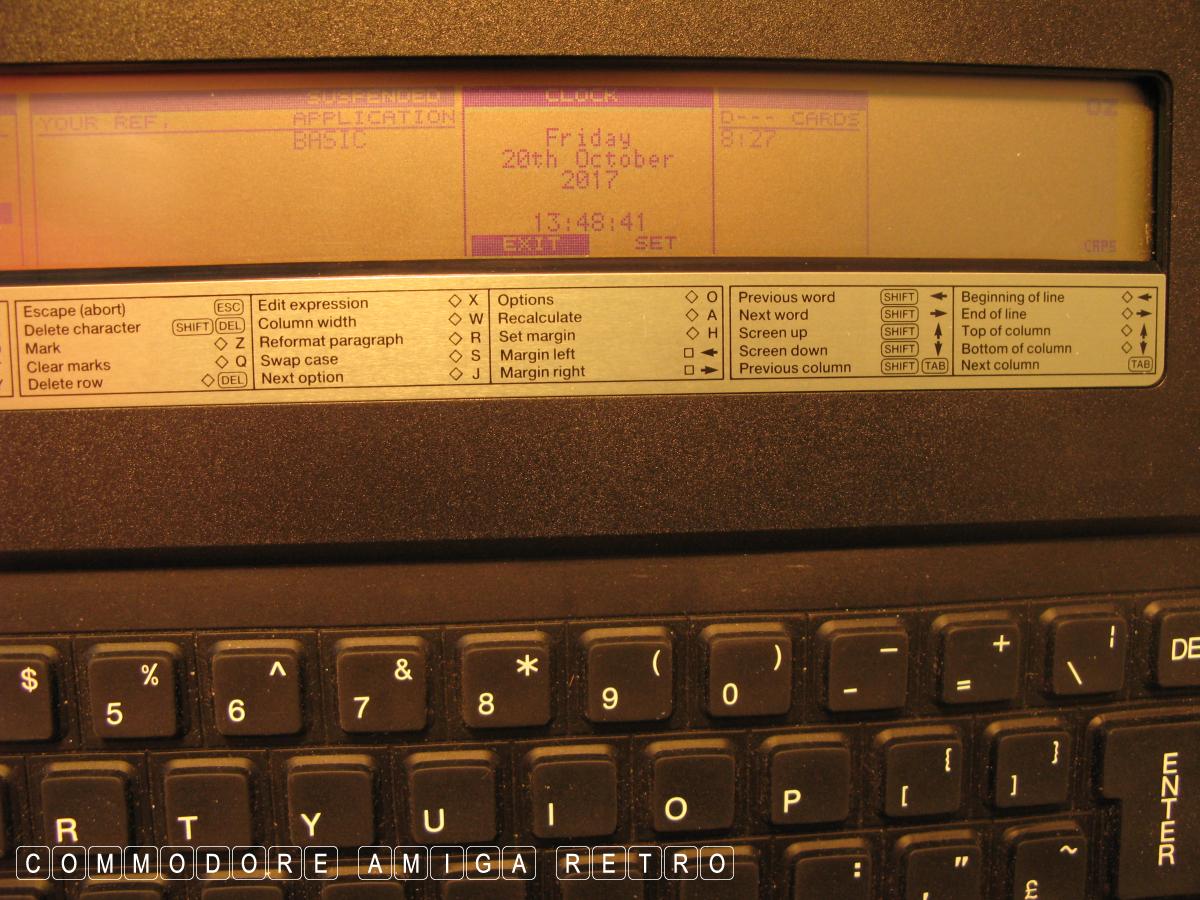 SUSPENDED CLOCK
YOUR REF. APPLICATION D--- CARDS OZ
BASIC 8:27
Friday
20th October
2017
13:48:41
EXIT SET CAPS
Escape (abort) ESC
Delete character SHIFT DEL
Mark ◇ Z
Clear marks ◇ Q
Delete row ◇ DEL
Edit expression ◇ X
Column width ◇ W
Reformat paragraph ◇ R
Swap case ◇ S
Next option ◇ J
Options ◇ O
Recalculate ◇ A
Set margin ◇ H
Margin left □ ←
Margin right □ →
Previous word SHIFT ←
Next word SHIFT →
Screen up SHIFT ↑
Screen down SHIFT ↓
Previous column SHIFT TAB
Beginning of line ◇ ←
End of line ◇ →
Top of column ◇ ↑
Bottom of column ◇ ↓
Next column TAB
$ % ^ & * ( ) – + ¦ DE
5 6 7 8 9 0 - = \
{ }
R T Y U I O P [ ] ENTER
: " ~
, £
COMMODORE AMIGA RETRO